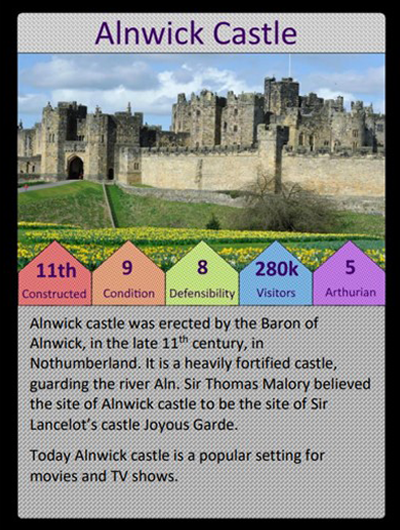 Alnwick Castle
11th 9 8 280k 5
Constructed Condition Defensibility Visitors Arthurian
Alnwick castle was erected by the Baron of
Alnwick, in the late 11th century, in
Nothumberland. It is a heavily fortified castle,
guarding the river Aln. Sir Thomas Malory believed
the site of Alnwick castle to be the site of Sir
Lancelot's castle Joyous Garde.
Today Alnwick castle is a popular setting for
movies and TV shows.